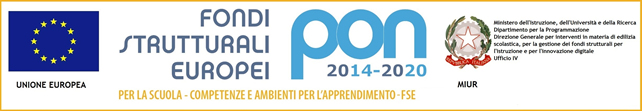 UNIONE EUROPEA
FONDI
STRUTTURALI
EUROPEI
pon
2014-2020
PER LA SCUOLA - COMPETENZE E AMBIENTI PER L'APPRENDIMENTO-FSE
MIUR
Ministero dell'Istruzione, dell'Università e della Ricerca
Dipartimento per la Programmazione
Direzione Generale per interventi in materia di edilizia
scolastica, per la gestione dei fondi strutturali per
l'istruzione e per l'innovazione digitale
Ufficio IV